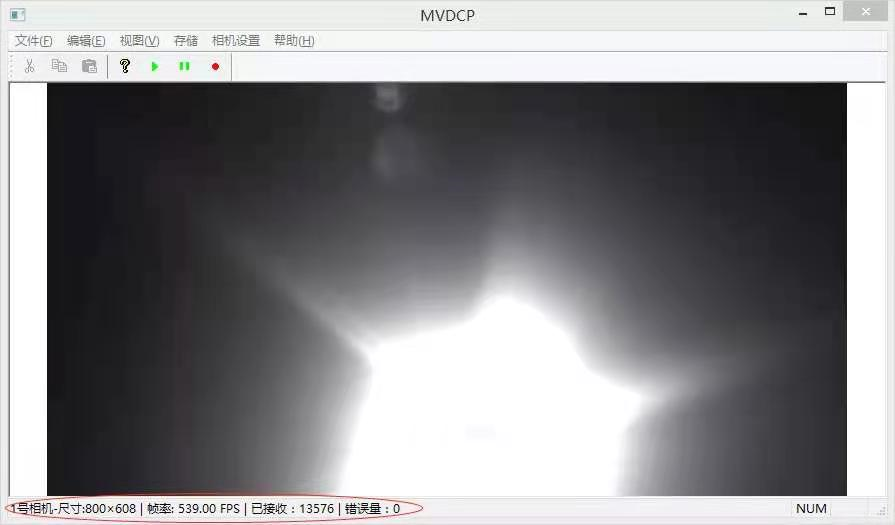 MVDCP
文件(F) 编辑(E) 视图(V) 存储 相机设置 帮助(H)
1号相机-尺寸:800×608 | 帧率: 539.00 FPS | 已接收：13576 | 错误量：0 NUM